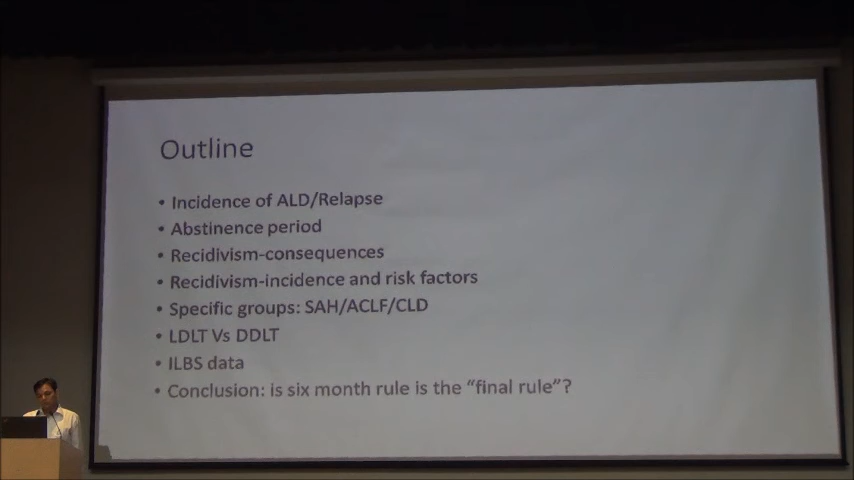 Outline
• Incidence of ALD/Relapse
• Abstinence period
• Recidivism-consequences
• Recidivism-incidence and risk factors
• Specific groups: SAH/ACLF/CLD
• LDLT Vs DDLT
• ILBS data
• Conclusion: is six month rule is the “final rule”?